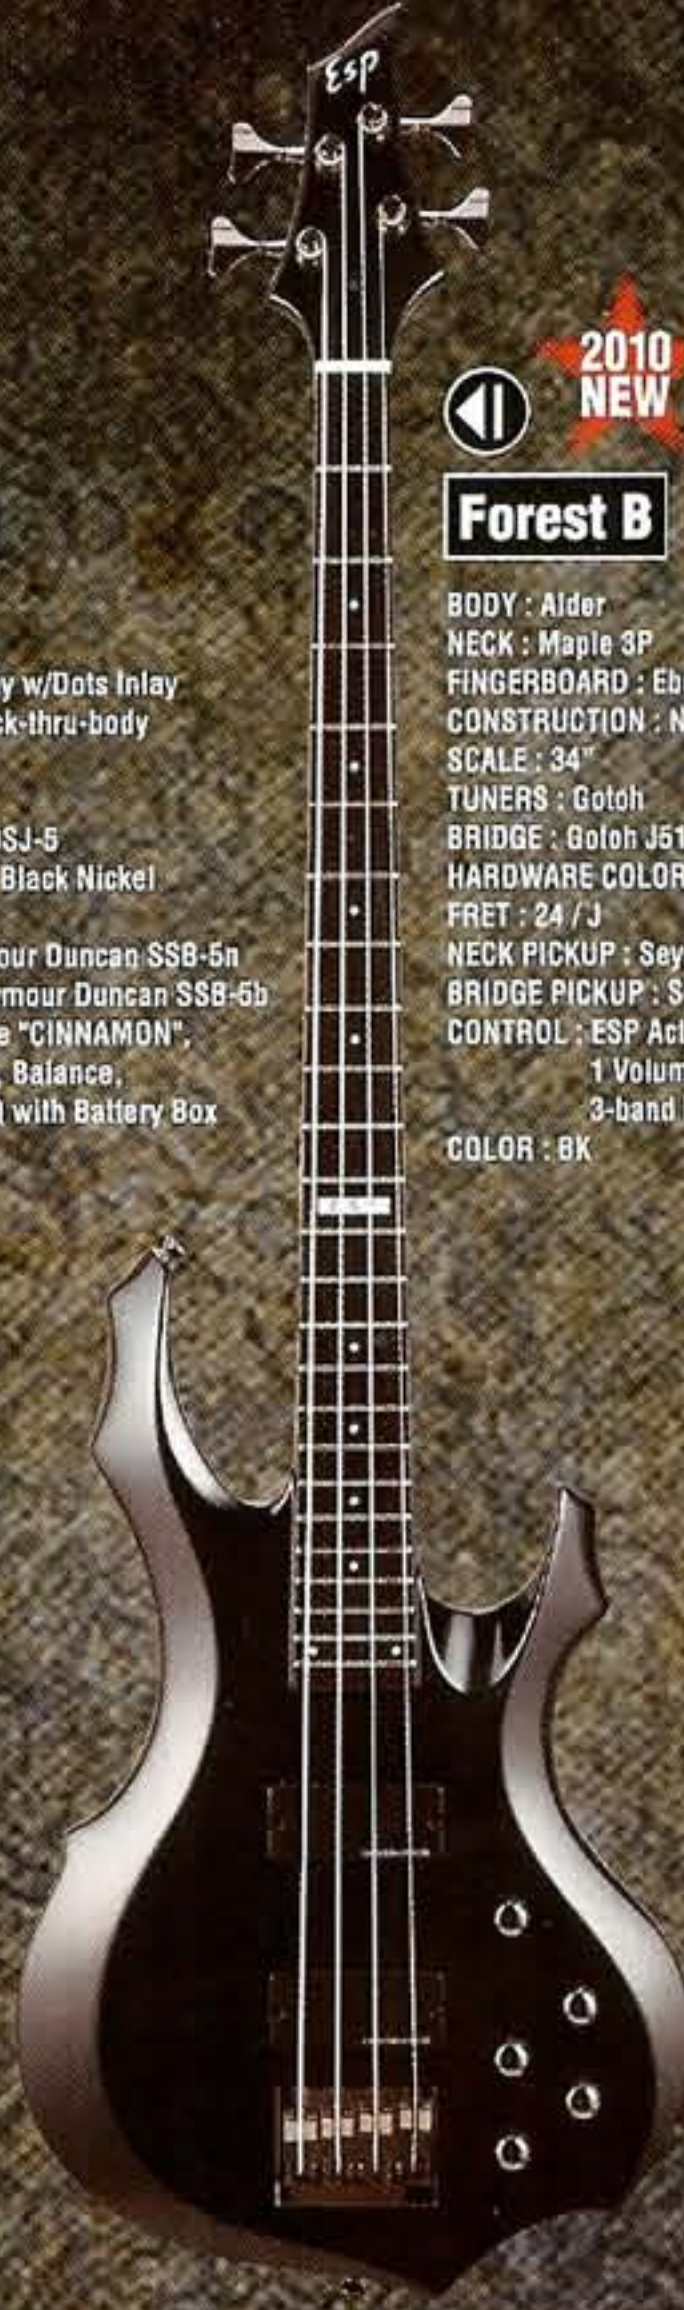 Esp
2010
NEW
Forest B
y w/Dots Inlay
ck-thru-body
SJ-5
Black Nickel
our Duncan SSB-5n
mour Duncan SSB-5b
e "CINNAMON",
, Balance,
with Battery Box
BODY : Alder
NECK : Maple 3P
FINGERBOARD : Eb
CONSTRUCTION : N
SCALE : 34"
TUNERS : Gotoh
BRIDGE : Gotoh J51
HARDWARE COLOR
FRET : 24 / J
NECK PICKUP : Sey
BRIDGE PICKUP : S
CONTROL : ESP Act
1 Volum
3-band
COLOR : BK